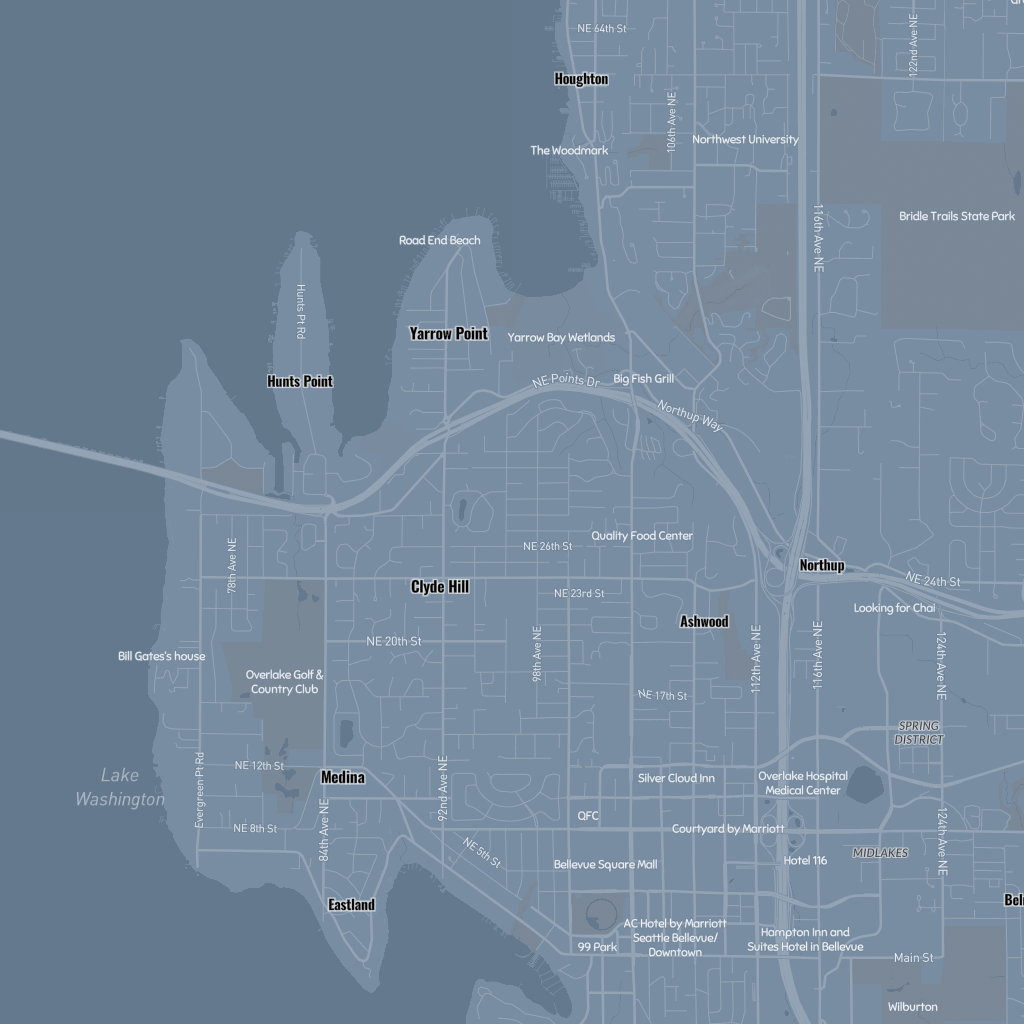 NE 64th St
122nd Ave NE
Houghton
106th Ave NE
Northwest University
The Woodmark
116th Ave NE
Bridle Trails State Park
Road End Beach
Hunts Pt Rd
Yarrow Point
Yarrow Bay Wetlands
Hunts Point
NE Points Dr
Big Fish Grill
Northup Way
Quality Food Center
NE 26th St
78th Ave NE
Northup
NE 24th St
Clyde Hill
NE 23rd St
Looking for Chai
Ashwood
NE 20th St
98th Ave NE
112th Ave NE
116th Ave NE
124th Ave NE
Bill Gates's house
Overlake Golf &
Country Club
NE 17th St
SPRING
DISTRICT
Lake
Washington
Evergreen Pt Rd
NE 12th St
Medina
92nd Ave NE
Silver Cloud Inn
Overlake Hospital
Medical Center
84th Ave NE
NE 8th St
QFC
Courtyard by Marriott
124th Ave NE
NE 5th St
Bellevue Square Mall
Hotel 116
MIDLAKES
Eastland
AC Hotel by Marriott
Seattle Bellevue/
Downtown
99 Park
Hampton Inn and
Suites Hotel In Bellevue
Main St
Wilburton